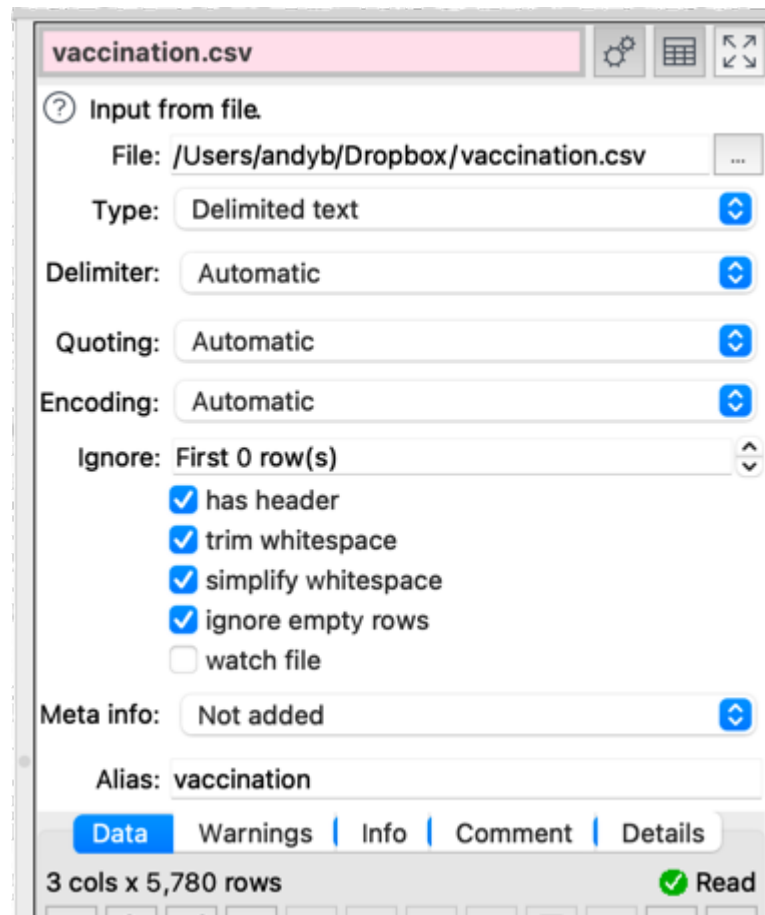 vaccination.csv
? Input from file.
File: /Users/andyb/Dropbox/vaccination.csv ...
Type: Delimited text
Delimiter: Automatic
Quoting: Automatic
Encoding: Automatic
Ignore: First 0 row(s)
has header
trim whitespace
simplify whitespace
ignore empty rows
watch file
Meta info: Not added
Alias: vaccination
Data Warnings Info Comment Details
3 cols x 5,780 rows Read